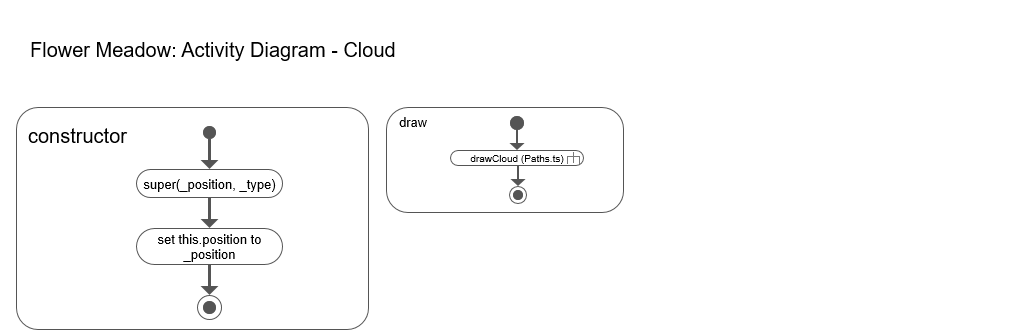 Flower Meadow: Activity Diagram - Cloud
constructor
super(_position, _type)
set this.position to
_position
draw
drawCloud (Paths.ts)